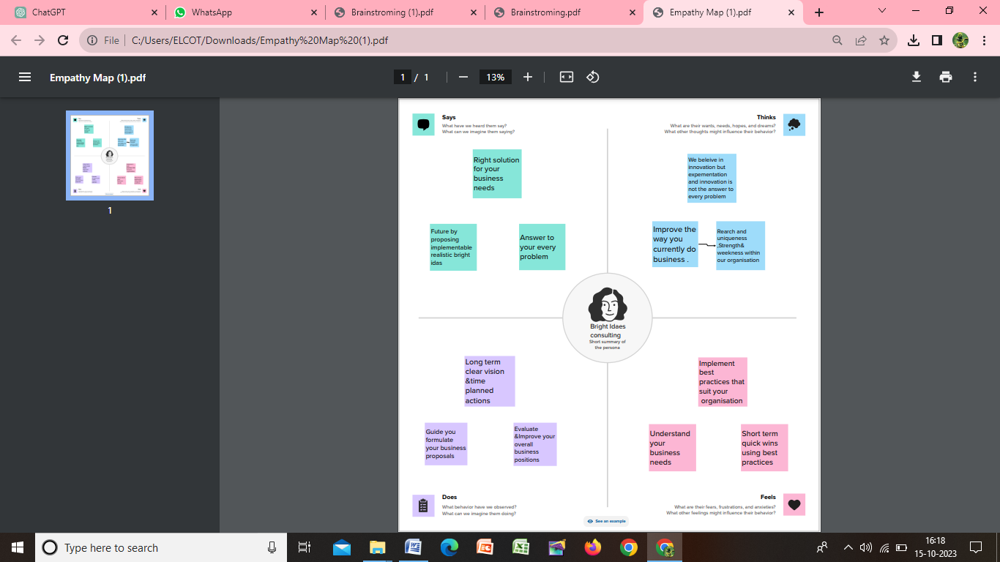 ChatGPT
WhatsApp
Brainstroming (1).pdf
Brainstroming.pdf
Empathy Map (1).pdf
File
C:/Users/ELCOT/Downloads/Empathy%20Map%20(1).pdf
Empathy Map (1).pdf
1 / 1
13%
1
Says
What have we heard them say?
What can we imagine them saying?
Thinks
What are their wants, needs, hopes, and dreams?
What other thoughts might influence their behavior?
Right solution
for your
business
needs
We beleive in
innovation but
expementation
and innovation is
not the answer to
every problem
Future by
proposing
implementable
realistic bright
idas
Answer to
your every
problem
Improve the
way you
currently do
business .
Rearch and
uniqueness
,Strength&
weekness within
our organisation
Bright Idaes
consulting
Short summary of
the persona
Long term
clear vision
&time
planned
actions
Implement
best
practices that
suit your
organisation
Guide you
formulate
your business
proposals
Evaluate
&Improve your
overall
business
positions
Understand
your
business
needs
Short term
quick wins
using best
practices
Does
What behavior have we observed?
What can we imagine them doing?
Feels
What are their fears, frustrations, and anxieties?
What other feelings might influence their behavior?
See an example
Type here to search
16:18
15-10-2023